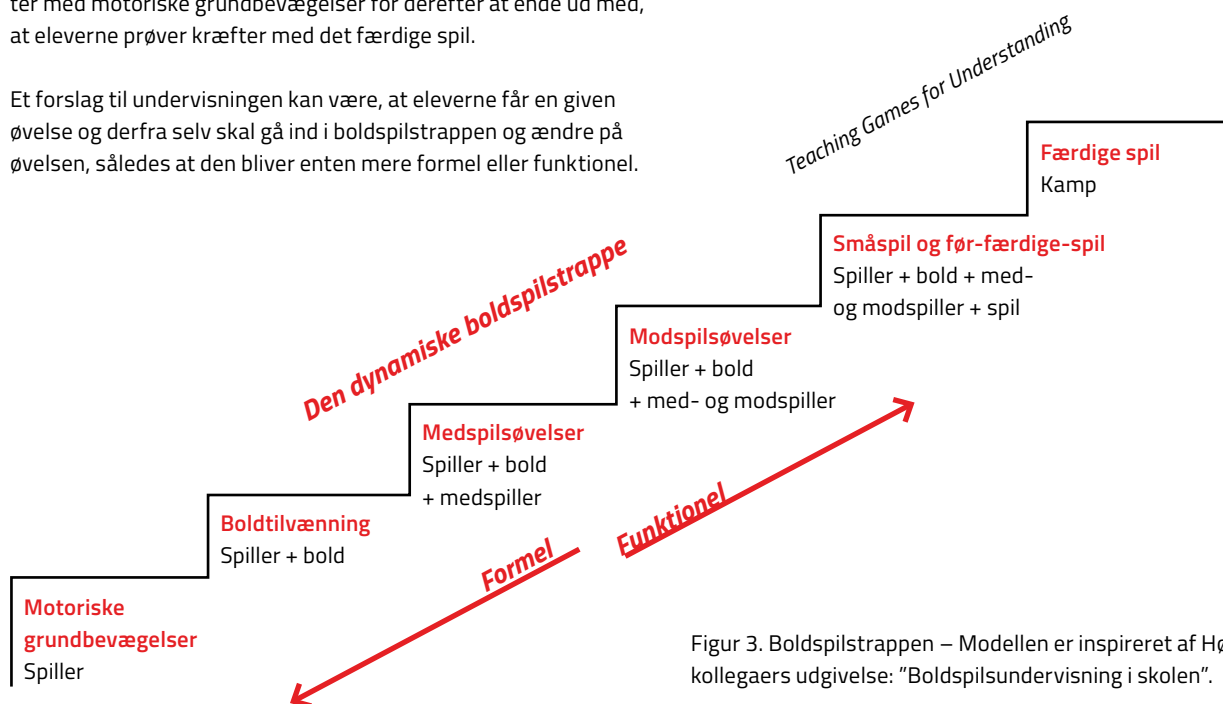 ter med motoriske grundbevægelser for derefter at ende ud med,
at eleverne prøver kræfter med det færdige spil.
Et forslag til undervisningen kan være, at eleverne får en given
øvelse og derfra selv skal gå ind i boldspilstrappen og ændre på
øvelsen, således at den bliver enten mere formel eller funktionel.
Teaching Games for Understanding
Færdige spil
Kamp
Småspil og før-færdige-spil
Spiller + bold + med-
og modspiller + spil
Den dynamiske boldspilstrappe
Modspilsøvelser
Spiller + bold
+ med- og modspiller
Medspilsøvelser
Spiller + bold
+ medspiller
Boldtilvænning
Spiller + bold
Funktionel
Formel
Motoriske
grundbevægelser
Spiller
Figur 3. Boldspilstrappen – Modellen er inspireret af Hø
kollegaers udgivelse: ”Boldspilsundervisning i skolen”.